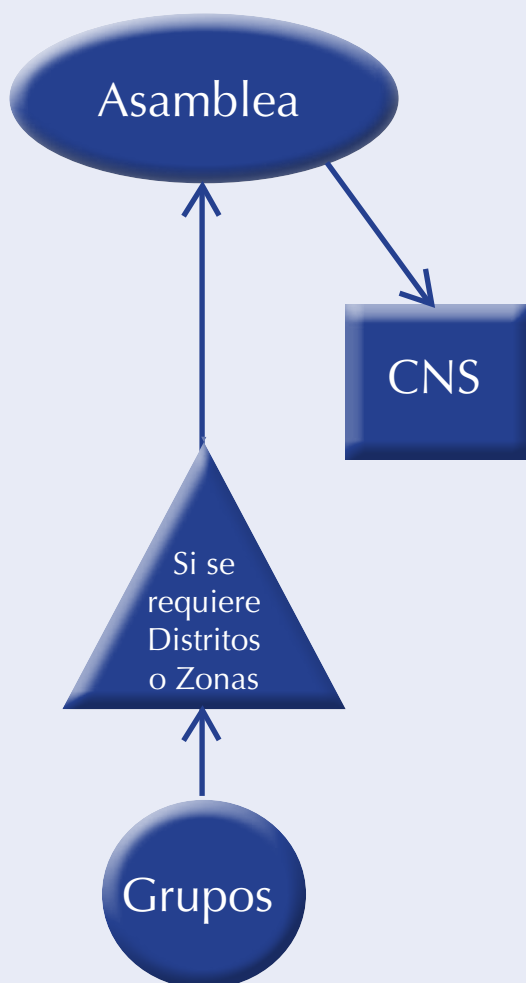 Asamblea
CNS
Si se
requiere
Distritos
o Zonas
Grupos